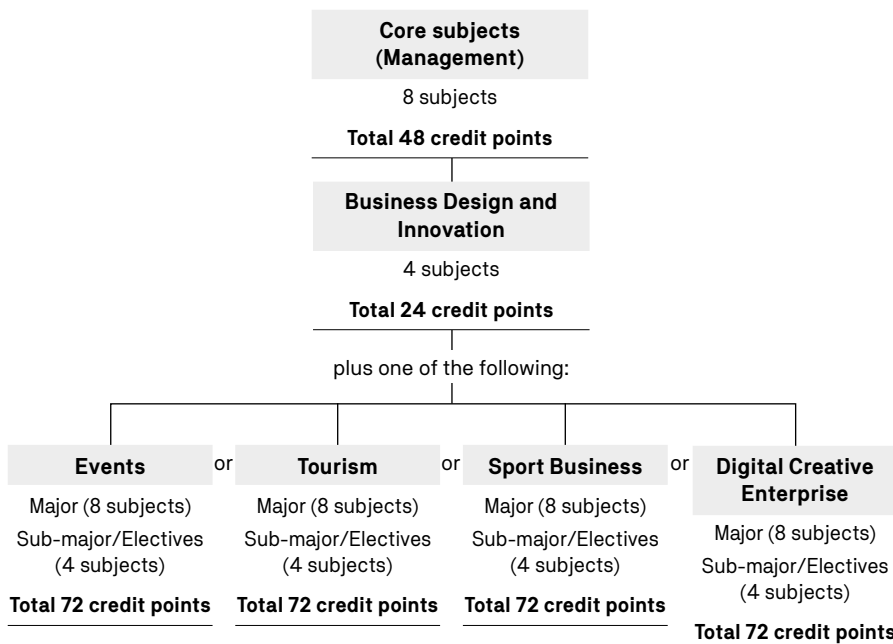 Core subjects
(Management)
8 subjects
Total 48 credit points
Business Design and
Innovation
4 subjects
Total 24 credit points
plus one of the following:
Events
Major (8 subjects)
Sub-major/Electives
(4 subjects)
Total 72 credit points
or
Tourism
Major (8 subjects)
Sub-major/Electives
(4 subjects)
Total 72 credit points
or
Sport Business
Major (8 subjects)
Sub-major/Electives
(4 subjects)
Total 72 credit points
or
Digital Creative
Enterprise
Major (8 subjects)
Sub-major/Electives
(4 subjects)
Total 72 credit points